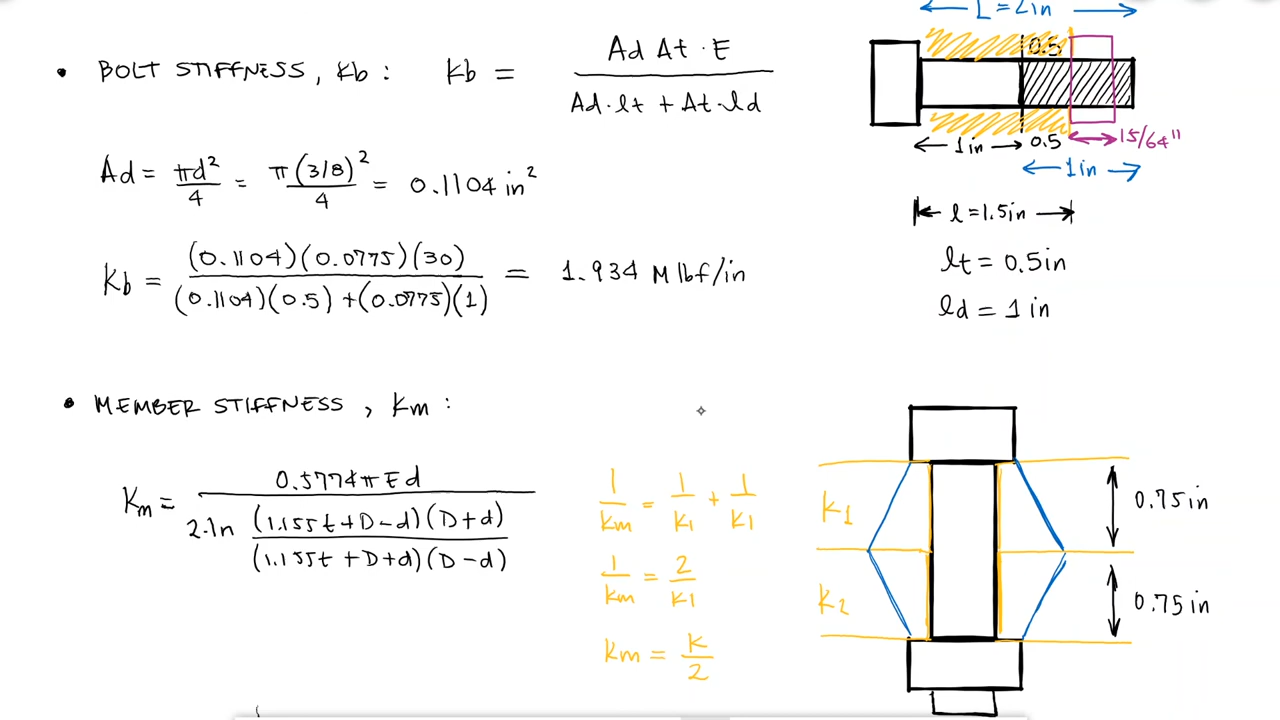 L = 2in
• BOLT STIFFNESS, kb : kb = Ad At · E / Ad · lt + At · ld
0.5
1in 0.5 15/64"
1in
Ad = πd² / 4 = π(3/8)² / 4 = 0.1104 in²
l = 1.5in
lt = 0.5in
ld = 1 in
Kb = (0.1104)(0.0775)(30) / (0.1104)(0.5) + (0.0775)(1) = 1.934 Mlbf/in
• MEMBER STIFFNESS, km :
Km = 0.5774πEd / 2·ln (1.155t+D-d)(D+d) / (1.155t+D+d)(D-d)
1/km = 1/k1 + 1/k1
1/km = 2/k1
km = k/2
k1 0.75in
k2 0.75in